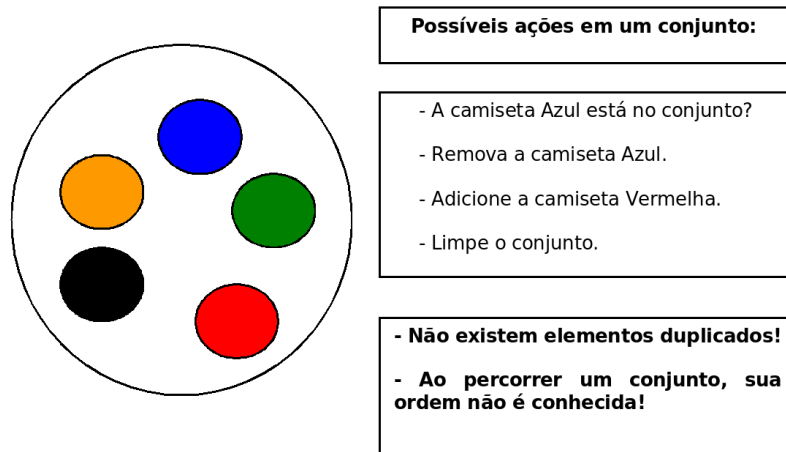 Possíveis ações em um conjunto:
- A camiseta Azul está no conjunto?
- Remova a camiseta Azul.
- Adicione a camiseta Vermelha.
- Limpe o conjunto.
- Não existem elementos duplicados!
- Ao percorrer um conjunto, sua
ordem não é conhecida!